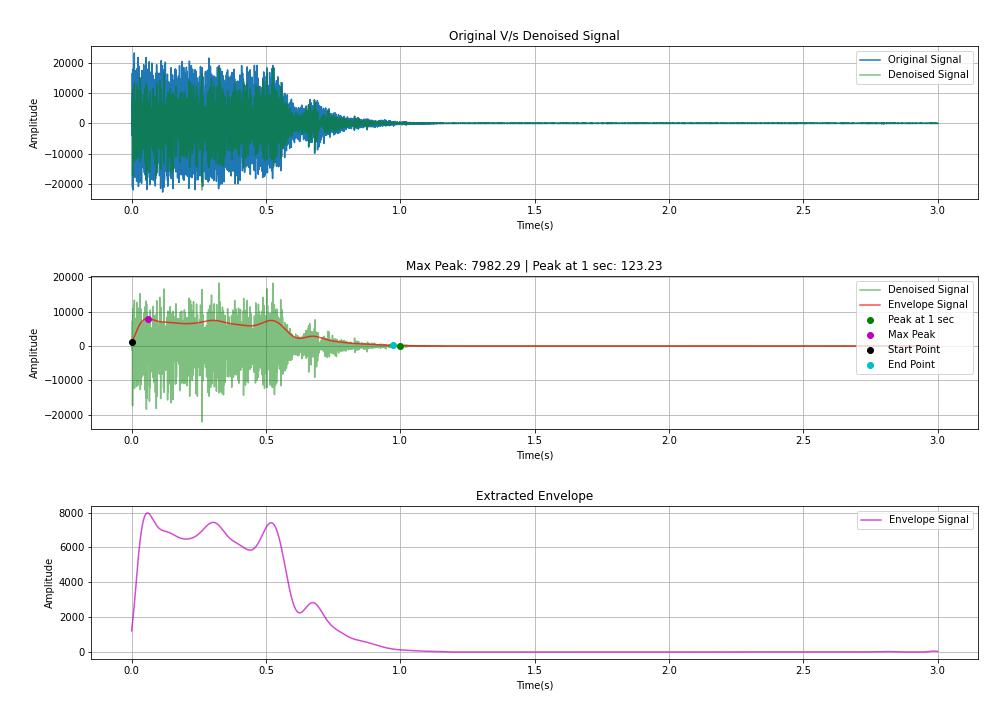 Original V/s Denoised Signal
Amplitude
20000
10000
0
−10000
−20000
Original Signal
Denoised Signal
0.0 0.5 1.0 1.5 2.0 2.5 3.0
Time(s)
Max Peak: 7982.29 | Peak at 1 sec: 123.23
Amplitude
20000
10000
0
−10000
−20000
Denoised Signal
Envelope Signal
Peak at 1 sec
Max Peak
Start Point
End Point
0.0 0.5 1.0 1.5 2.0 2.5 3.0
Time(s)
Extracted Envelope
Amplitude
8000
6000
4000
2000
0
Envelope Signal
0.0 0.5 1.0 1.5 2.0 2.5 3.0
Time(s)